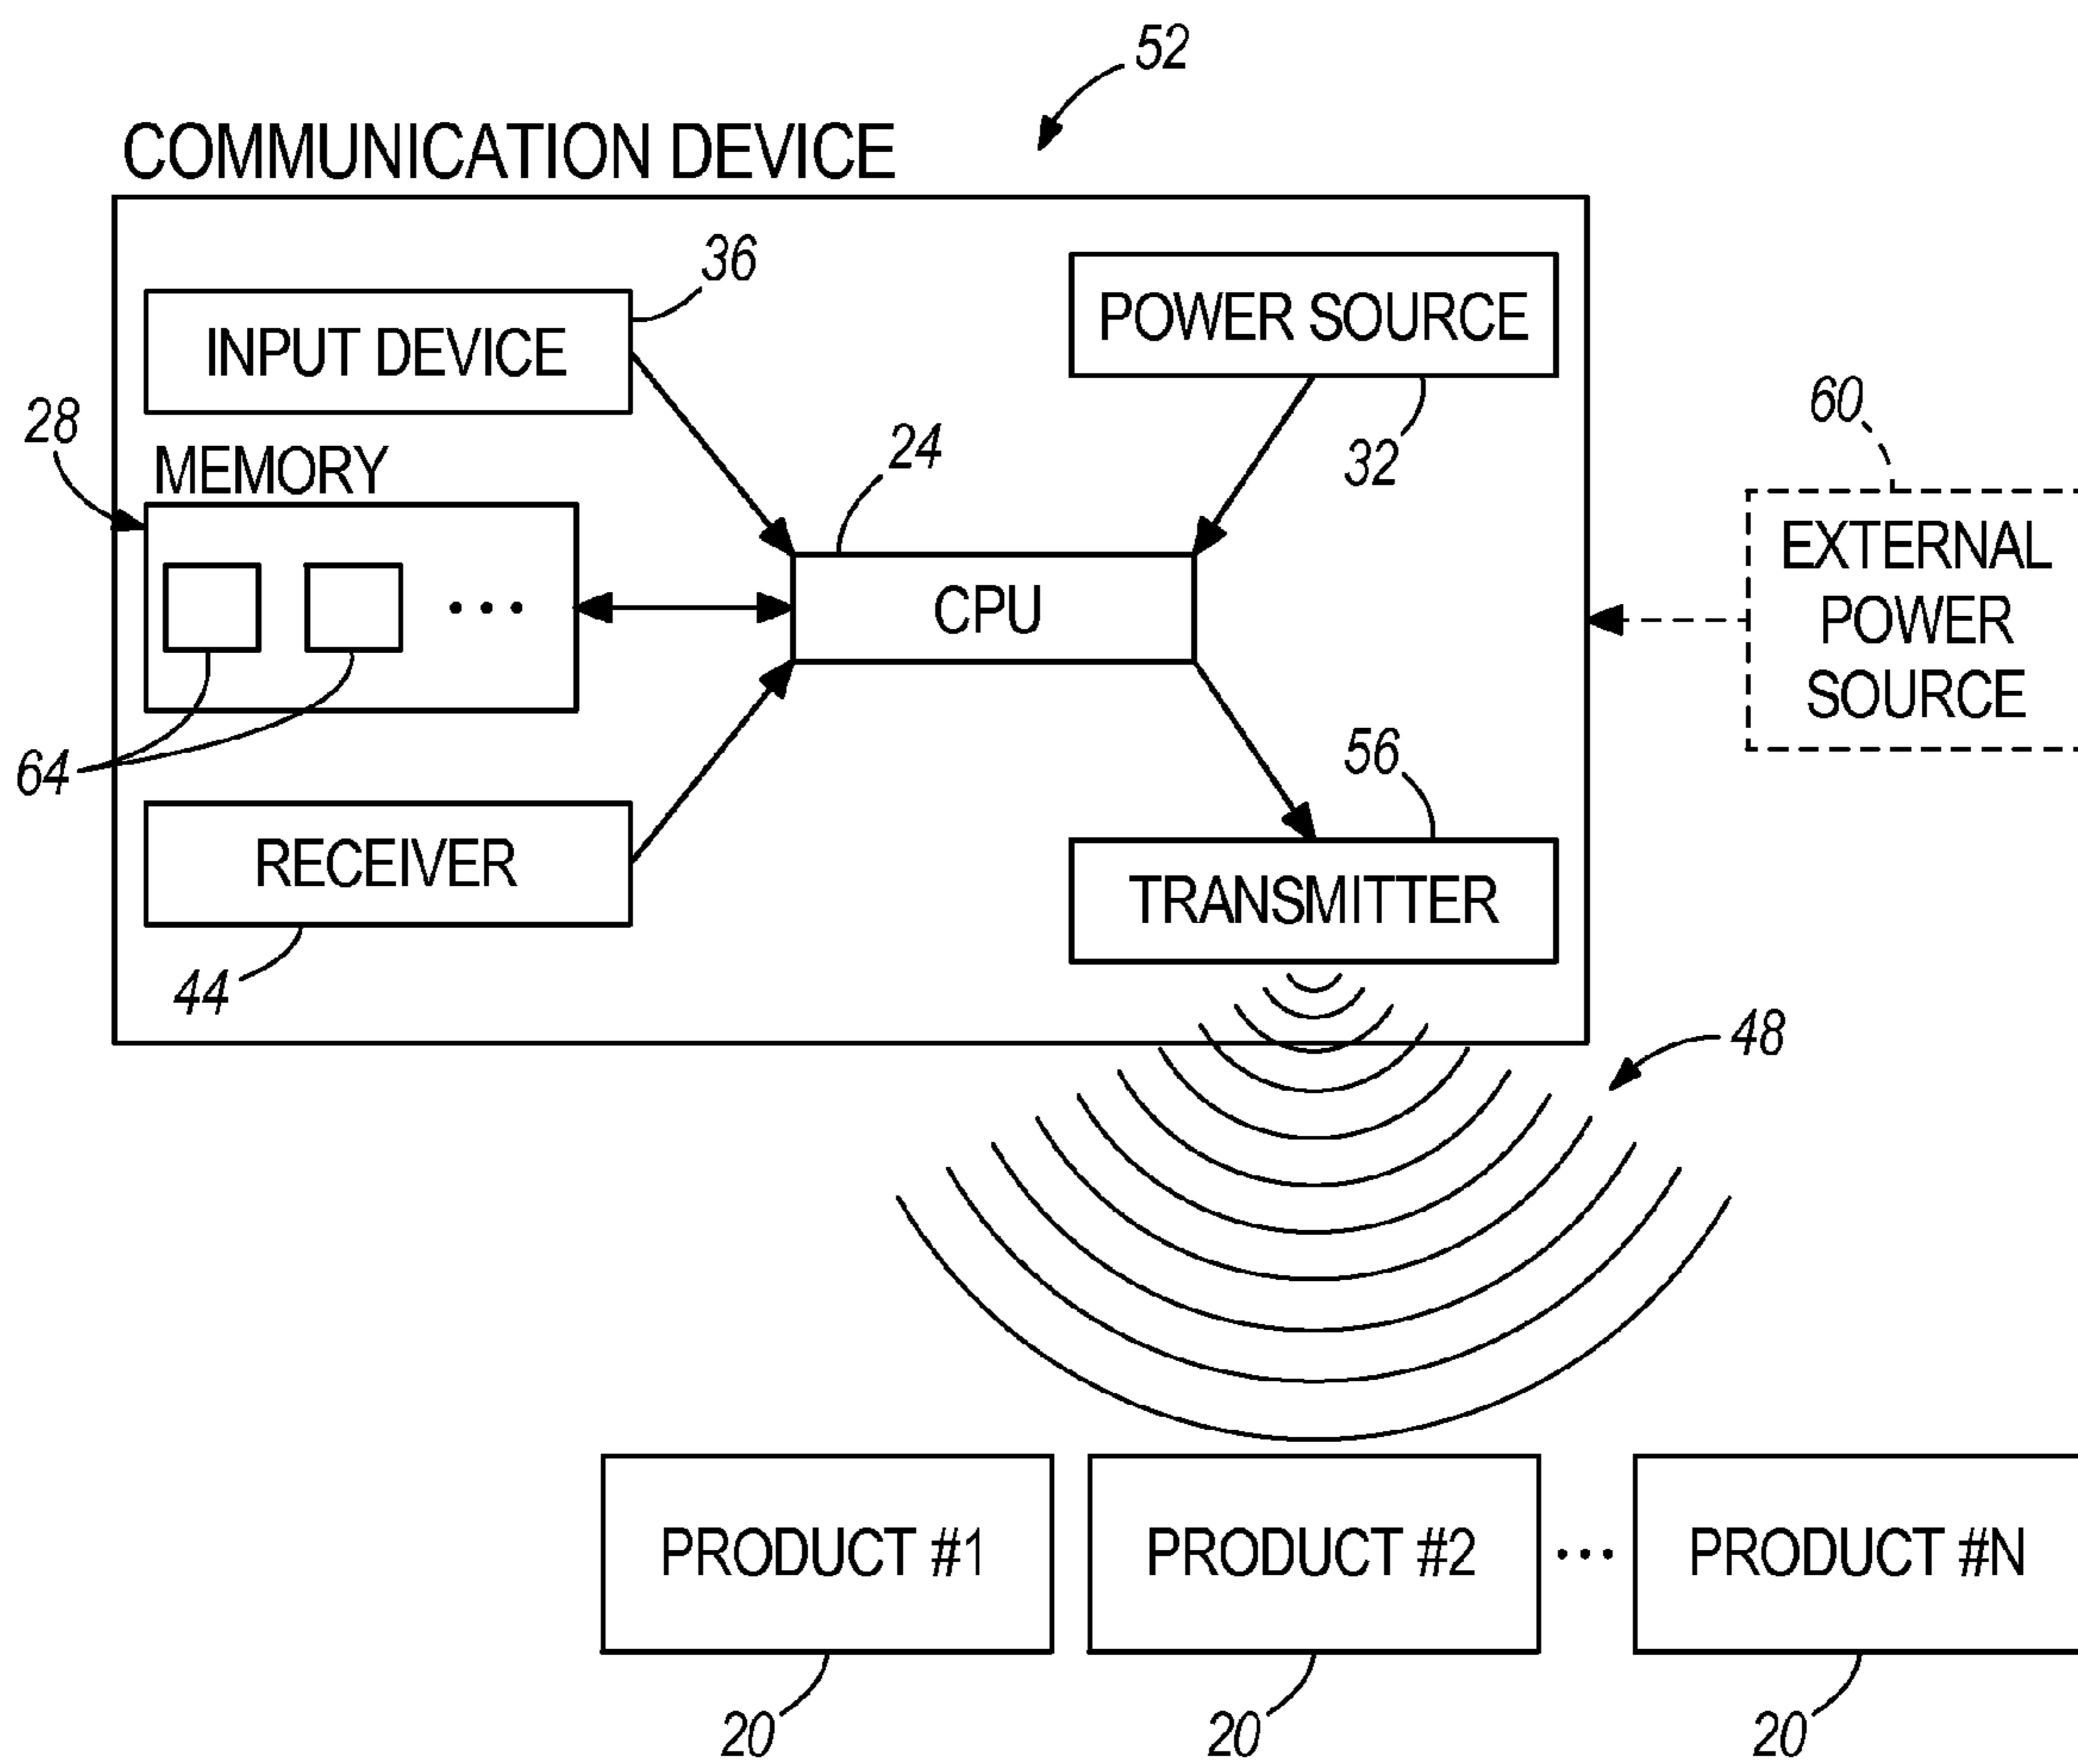 52
COMMUNICATION DEVICE
36
INPUT DEVICE
POWER SOURCE
28
MEMORY
24
32
60
CPU
EXTERNAL
POWER
SOURCE
64
56
RECEIVER
TRANSMITTER
44
48
PRODUCT #1
PRODUCT #2
PRODUCT #N
20
20
20